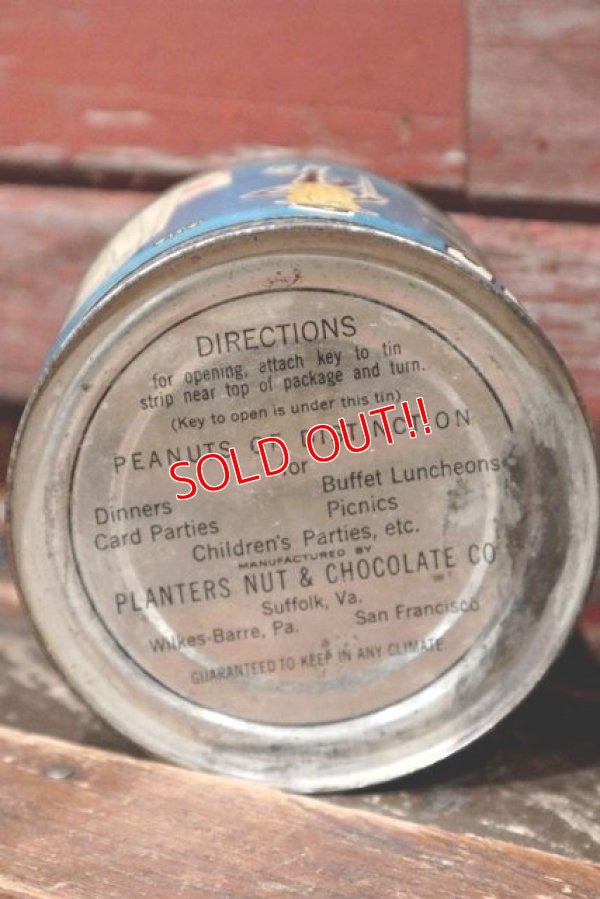 DIRECTIONS
for opening, attach key to tin
strip near top of package and turn.
(Key to open is under this tin)
PEANUTS OF DISTINCTION
for
Dinners Buffet Luncheons
Card Parties Picnics
Children's Parties, etc.
MANUFACTURED BY
PLANTERS NUT & CHOCOLATE CO
Suffolk, Va.
Wilkes-Barre, Pa. San Francisco
GUARANTEED TO KEEP IN ANY CLIMATE.
SOLD OUT!!